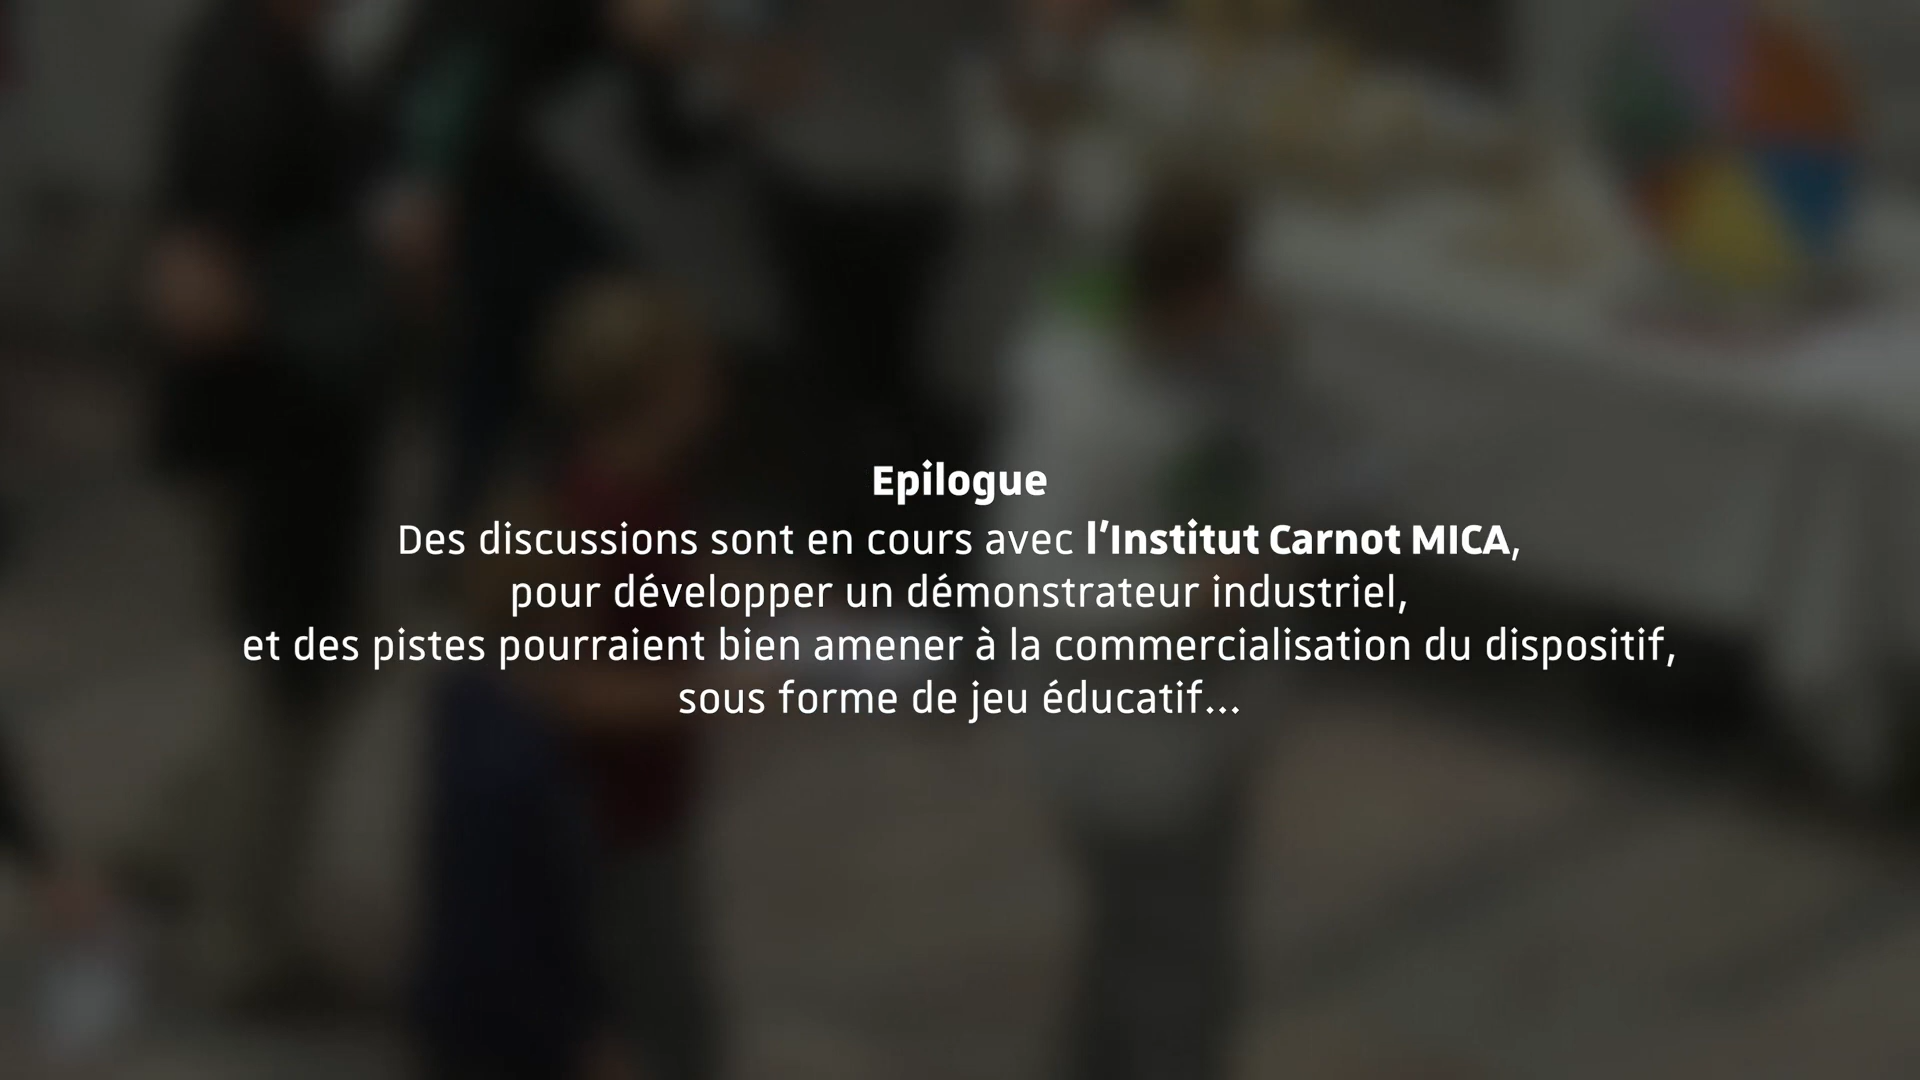 Epilogue
Des discussions sont en cours avec l'Institut Carnot MICA,
pour développer un démonstrateur industriel,
et des pistes pourraient bien amener à la commercialisation du dispositif,
sous forme de jeu éducatif...